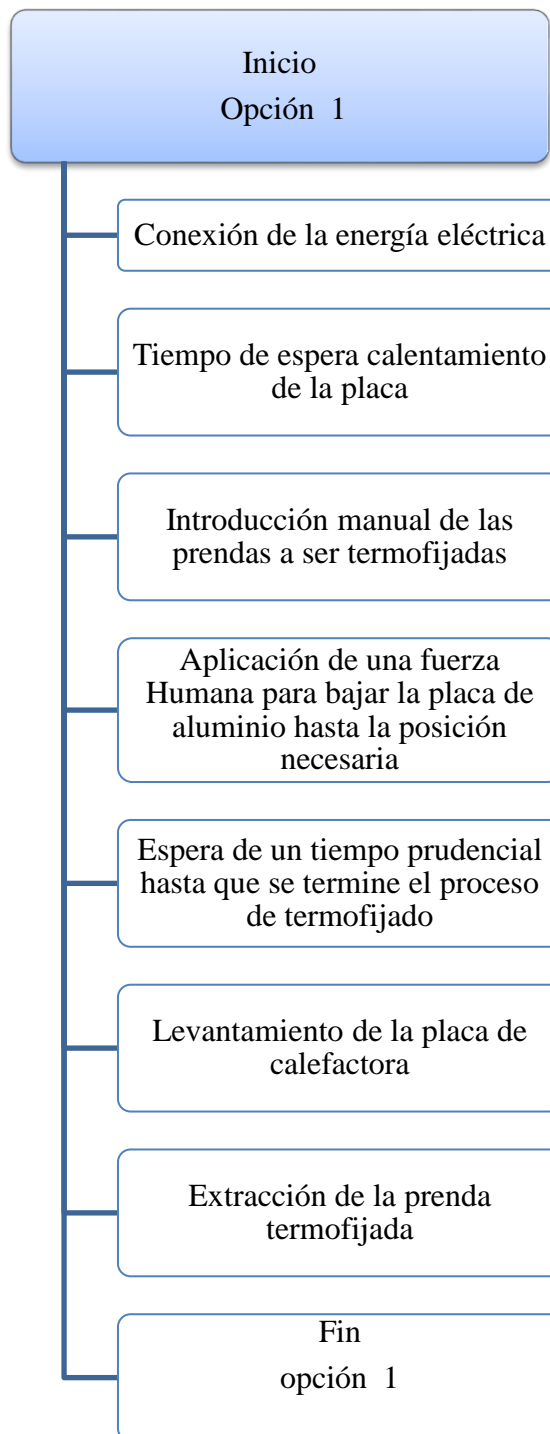 Inicio
Opción 1
Conexión de la energía eléctrica
Tiempo de espera calentamiento
de la placa
Introducción manual de las
prendas a ser termofijadas
Aplicación de una fuerza
Humana para bajar la placa de
aluminio hasta la posición
necesaria
Espera de un tiempo prudencial
hasta que se termine el proceso
de termofijado
Levantamiento de la placa de
calefactora
Extracción de la prenda
termofijada
Fin
opción 1